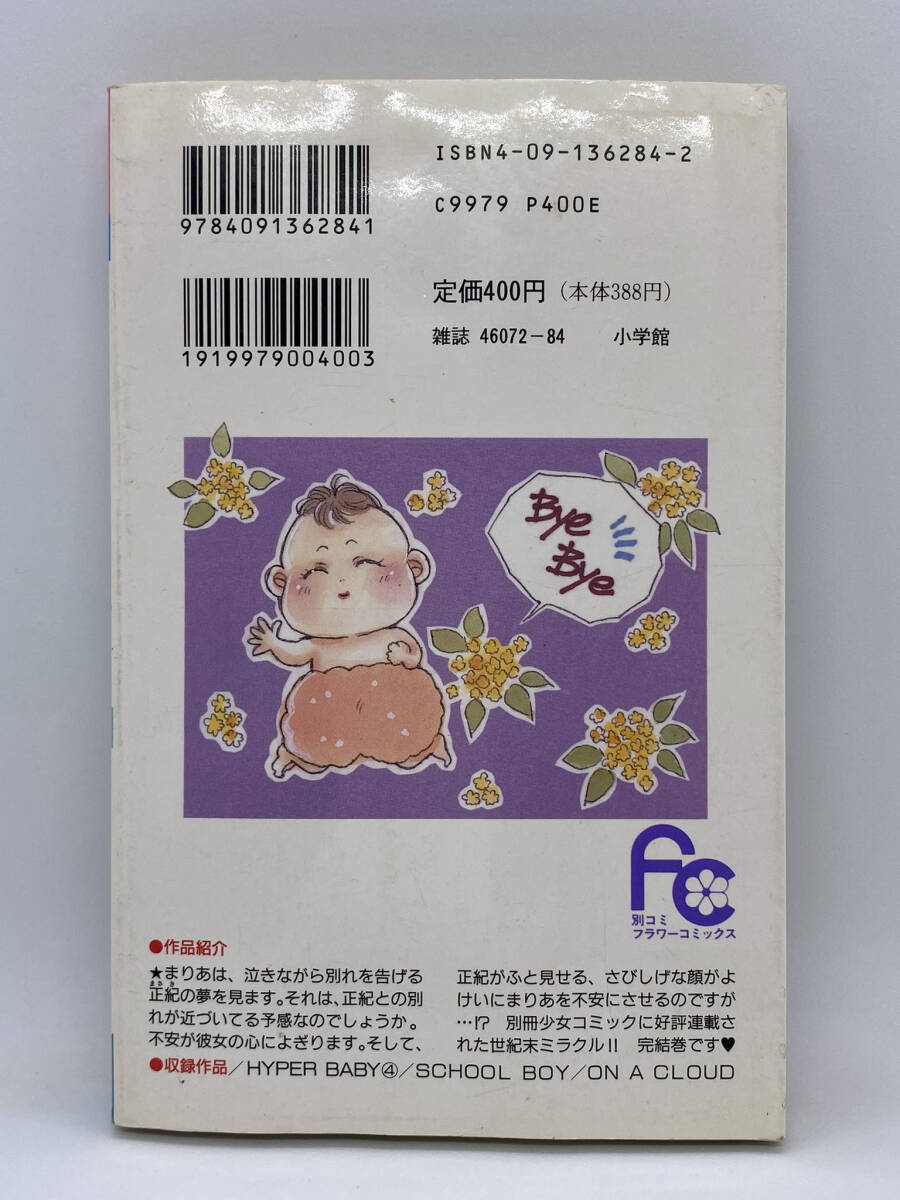 ISBN4-09-136284-2
9784091362841
C9979 P400E
定価400円(本体388円)
雑誌 46072-84 小学館
1919979004003
Bye
Bye
FC
別コミ
フラワーコミックス
●作品紹介
★まりあは、泣きながら別れを告げる
まさき
正紀の夢を見ます。それは、正紀との別
れが近づいてる予感なのでしょうか。
不安が彼女の心によぎります。そして、
正紀がふと見せる、さびしげな顔がよ
けいにまりあを不安にさせるのですが
…!? 別冊少女コミックに好評連載さ
れた世紀末ミラクルII 完結巻です♥
●収録作品/HYPER BABY④/SCHOOL BOY/ON A CLOUD